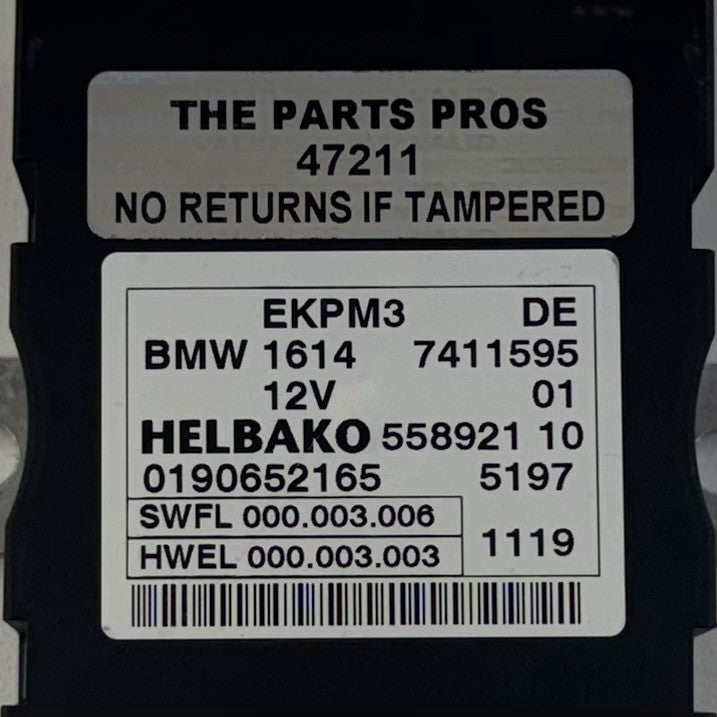 THE PARTS PROS
47211
NO RETURNS IF TAMPERED
EKPM3 DE
BMW 1614 7411595
12V 01
HELBAKO 558921 10
0190652165 5197
SWFL 000.003.006
HWEL 000.003.003 1119